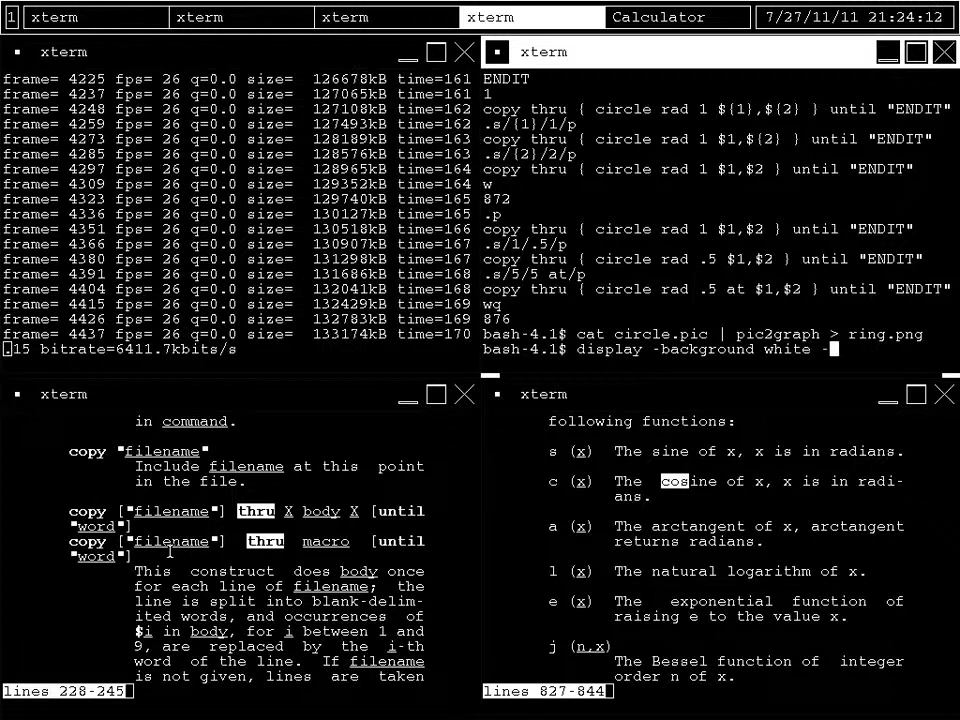 1 xterm xterm xterm xterm Calculator 7/27/11/11 21:24:12
xterm
frame= 4225 fps= 26 q=0.0 size=  126678kB time=161
frame= 4237 fps= 26 q=0.0 size=  127065kB time=161
frame= 4248 fps= 26 q=0.0 size=  127108kB time=162
frame= 4259 fps= 26 q=0.0 size=  127493kB time=162
frame= 4273 fps= 26 q=0.0 size=  128189kB time=163
frame= 4285 fps= 26 q=0.0 size=  128576kB time=163
frame= 4297 fps= 26 q=0.0 size=  128965kB time=164
frame= 4309 fps= 26 q=0.0 size=  129352kB time=164
frame= 4323 fps= 26 q=0.0 size=  129740kB time=165
frame= 4336 fps= 26 q=0.0 size=  130127kB time=165
frame= 4351 fps= 26 q=0.0 size=  130518kB time=166
frame= 4366 fps= 26 q=0.0 size=  130907kB time=167
frame= 4380 fps= 26 q=0.0 size=  131298kB time=167
frame= 4391 fps= 26 q=0.0 size=  131686kB time=168
frame= 4404 fps= 26 q=0.0 size=  132041kB time=168
frame= 4415 fps= 26 q=0.0 size=  132429kB time=169
frame= 4426 fps= 26 q=0.0 size=  132783kB time=169
frame= 4437 fps= 26 q=0.0 size=  133174kB time=170
.15 bitrate=6411.7kbits/s
xterm
ENDIT
1
copy thru { circle rad 1 ${1},${2} } until "ENDIT"
.s/{1}/1/p
copy thru { circle rad 1 $1,${2} } until "ENDIT"
.s/{2}/2/p
copy thru { circle rad 1 $1,$2 } until "ENDIT"
w
872
.p
copy thru { circle rad 1 $1,$2 } until "ENDIT"
.s/1/.5/p
copy thru { circle rad .5 $1,$2 } until "ENDIT"
.s/5/5 at/p
copy thru { circle rad .5 at $1,$2 } until "ENDIT"
wq
876
bash-4.1$ cat circle.pic | pic2graph > ring.png
bash-4.1$ display -background white -
xterm
in command.
copy "filename"
Include filename at this point
in the file.
copy ["filename"] thru X body X [until
"word"]
copy ["filename"] thru macro [until
"word"]
This construct does body once
for each line of filename; the
line is split into blank-delim-
ited words, and occurrences of
$i in body, for i between 1 and
9, are replaced by the i-th
word of the line. If filename
is not given, lines are taken
lines 228-245
xterm
following functions:
s (x) The sine of x, x is in radians.
c (x) The cosine of x, x is in radi-
ans.
a (x) The arctangent of x, arctangent
returns radians.
l (x) The natural logarithm of x.
e (x) The exponential function of
raising e to the value x.
j (n,x)
The Bessel function of integer
order n of x.
lines 827-844